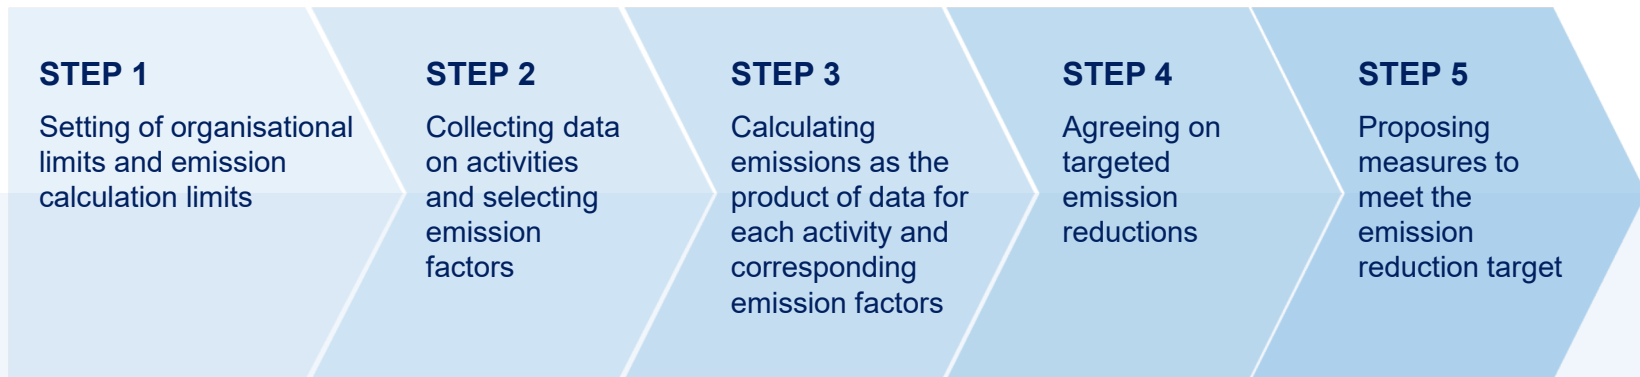 STEP 1
Setting of organisational
limits and emission
calculation limits
STEP 2
Collecting data
on activities
and selecting
emission
factors
STEP 3
Calculating
emissions as the
product of data for
each activity and
corresponding
emission factors
STEP 4
Agreeing on
targeted
emission
reductions
STEP 5
Proposing
measures to
meet the
emission
reduction target